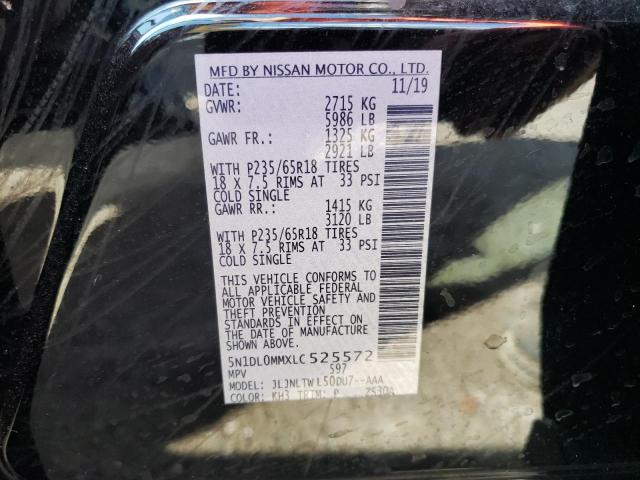 MFD BY NISSAN MOTOR CO., LTD.
DATE: 11/19
GVWR: 2715 KG
5986 LB
GAWR FR.: 1325 KG
2921 LB
WITH P235/65R18 TIRES
18 X 7.5 RIMS AT 33 PSI
COLD SINGLE
GAWR RR.: 1415 KG
3120 LB
WITH P235/65R18 TIRES
18 X 7.5 RIMS AT 33 PSI
COLD SINGLE
THIS VEHICLE CONFORMS TO
ALL APPLICABLE FEDERAL
MOTOR VEHICLE SAFETY AND
THEFT PREVENTION
STANDARDS IN EFFECT ON THE
DATE OF MANUFACTURE
SHOWN ABOVE.
5N1DL0MMXLC525572
MPV 597
MODEL: JLJNLTWL50DU7--AAA
COLOR: KH3 TRIM: P